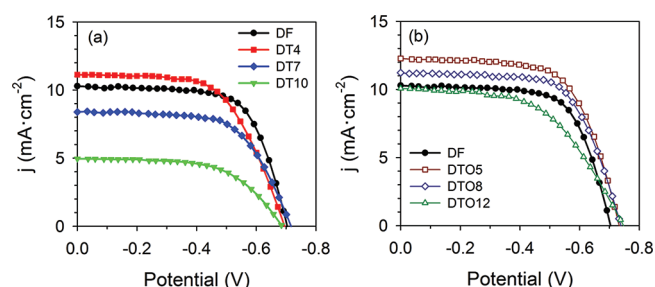 (a)
DF
DT4
DT7
DT10
j (mA·cm⁻²)
15
10
5
0
0.0 -0.2 -0.4 -0.6 -0.8
Potential (V)
(b)
DF
DTO5
DTO8
DTO12
j (mA·cm⁻²)
15
10
5
0
0.0 -0.2 -0.4 -0.6 -0.8
Potential (V)